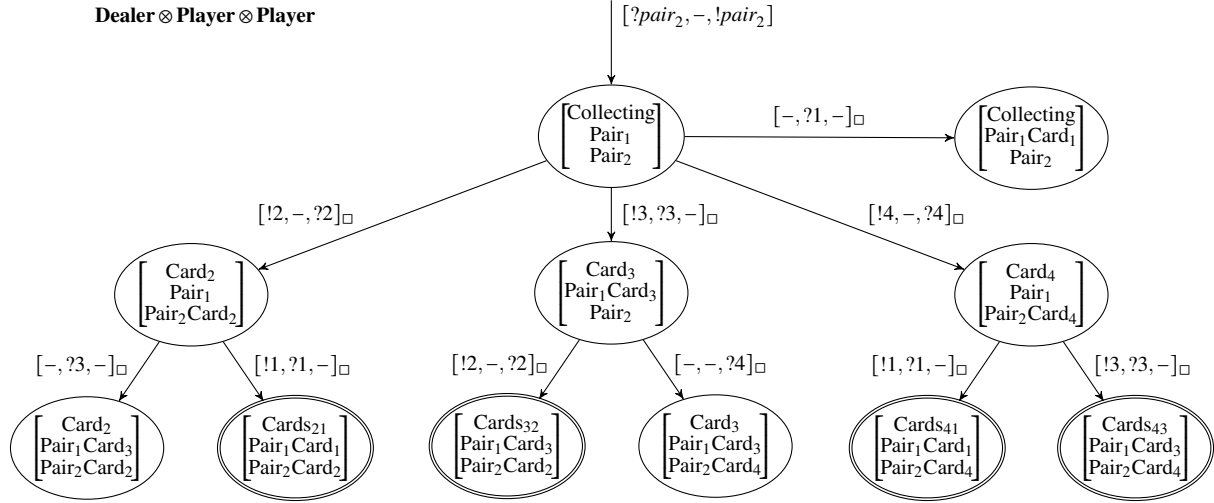 Dealer ⊗ Player ⊗ Player
[?pair₂, −, !pair₂]
Collecting
Pair₁
Pair₂
[−, ?1, −]□
Collecting
Pair₁Card₁
Pair₂
[!2, −, ?2]□
[!3, ?3, −]□
[!4, −, ?4]□
Card₂
Pair₁
Pair₂Card₂
Card₃
Pair₁Card₃
Pair₂
Card₄
Pair₁
Pair₂Card₄
[−, ?3, −]□
[!1, ?1, −]□
[!2, −, ?2]□
[−, −, ?4]□
[!1, ?1, −]□
[!3, ?3, −]□
Card₂
Pair₁Card₃
Pair₂Card₂
Cards₂₁
Pair₁Card₁
Pair₂Card₂
Cards₃₂
Pair₁Card₃
Pair₂Card₂
Card₃
Pair₁Card₃
Pair₂Card₄
Cards₄₁
Pair₁Card₁
Pair₂Card₄
Cards₄₃
Pair₁Card₃
Pair₂Card₄